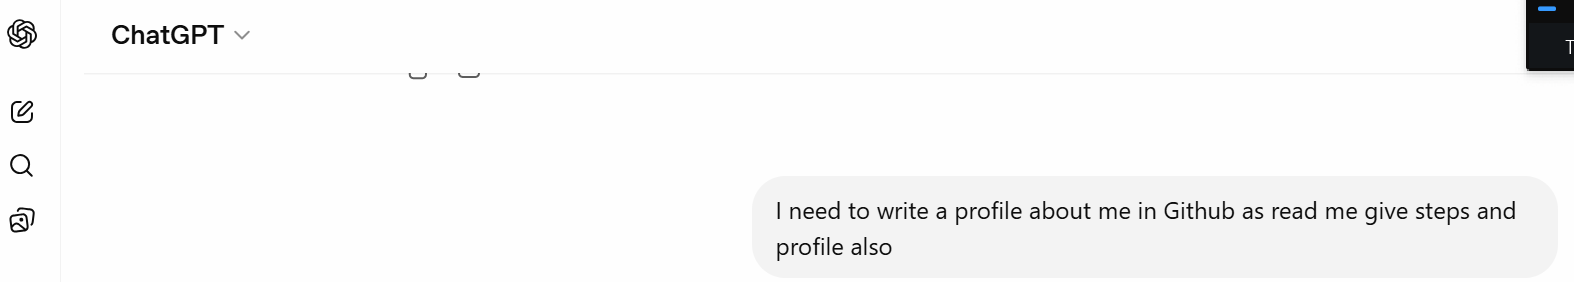 ChatGPT
T
I need to write a profile about me in Github as read me give steps and
profile also